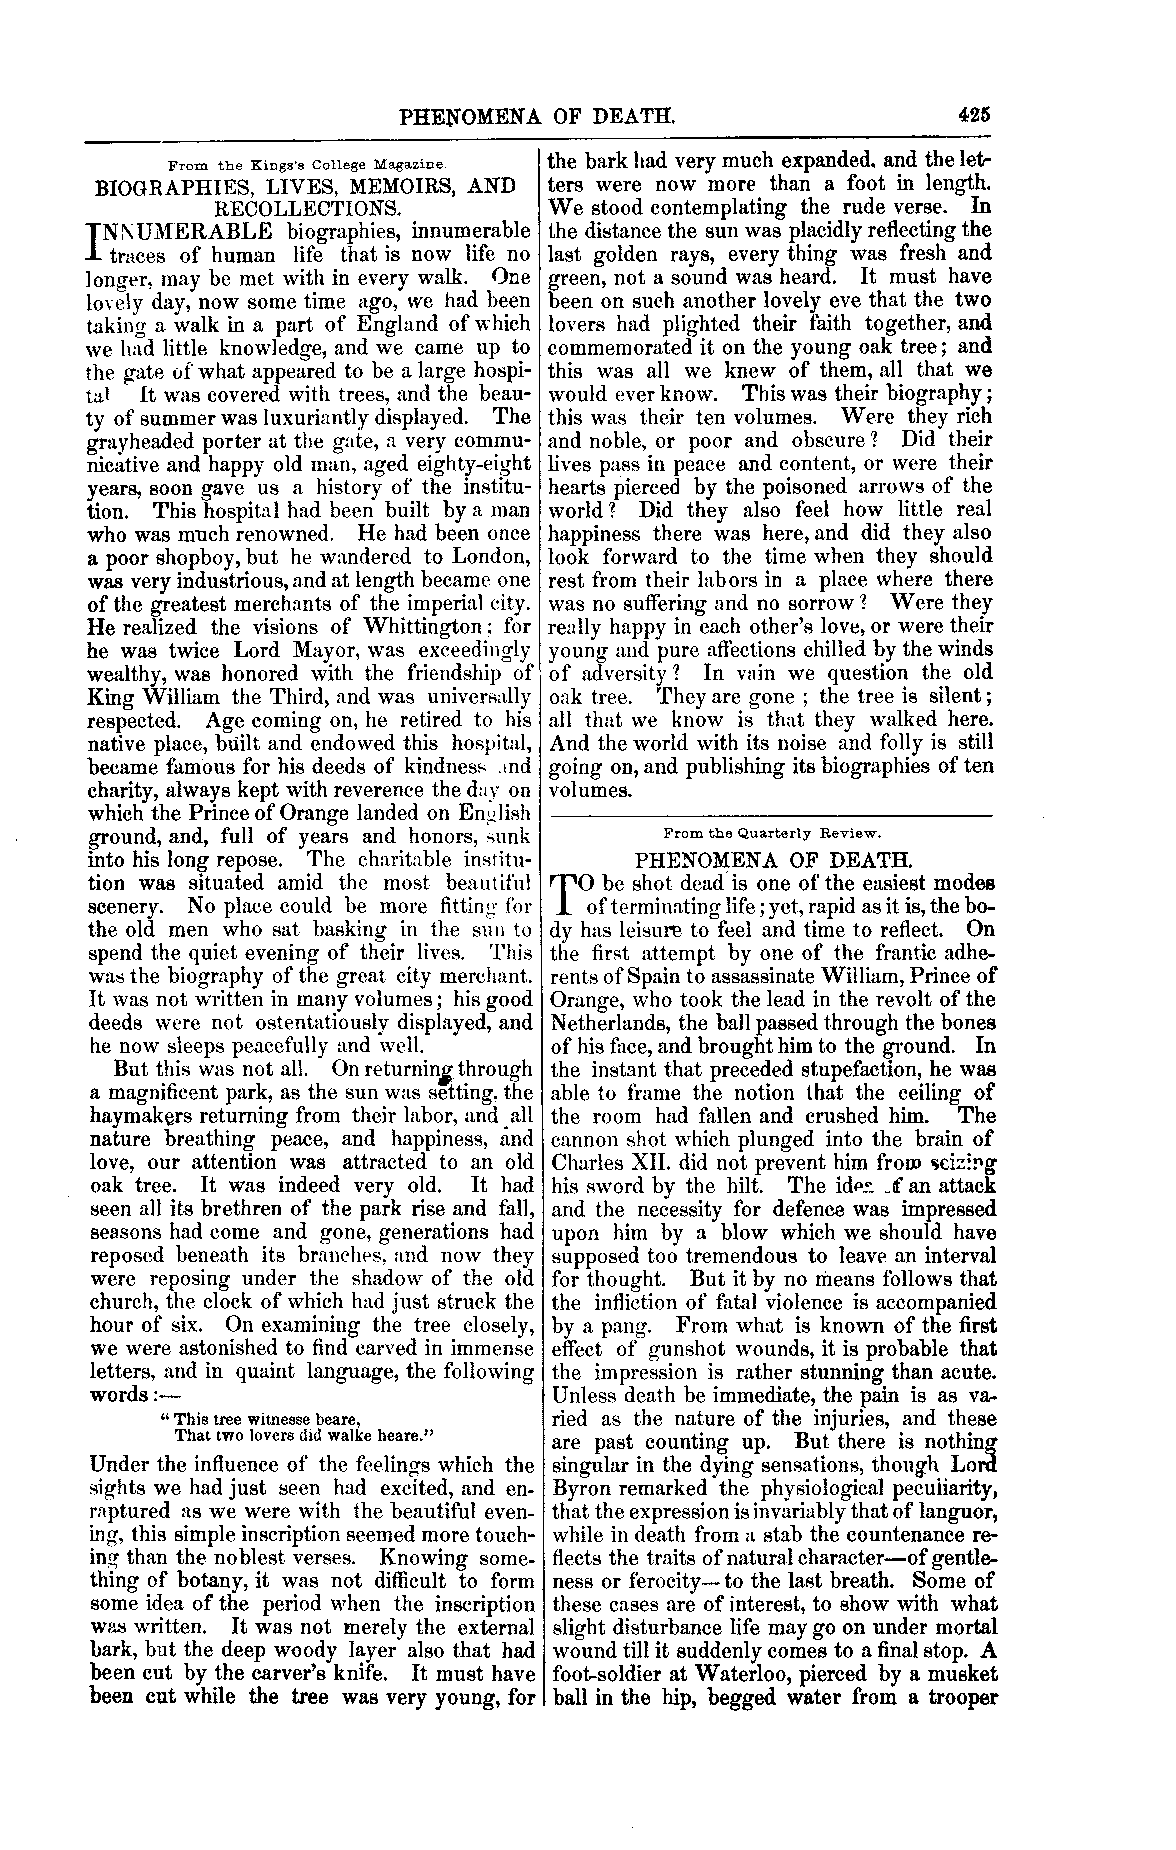 PHENOMENA OF DEATH.
425
From the Kings's College Magazine.
BIOGRAPHIES, LIVES, MEMOIRS, AND
RECOLLECTIONS.
INNUMERABLE biographies, innumerable
traces of human life that is now life no
longer, may be met with in every walk. One
lovely day, now some time ago, we had been
taking a walk in a part of England of which
we had little knowledge, and we came up to
the gate of what appeared to be a large hospi-
tal It was covered with trees, and the beau-
ty of summer was luxuriantly displayed. The
grayheaded porter at the gate, a very commu-
nicative and happy old man, aged eighty-eight
years, soon gave us a history of the institu-
tion. This hospital had been built by a man
who was much renowned. He had been once
a poor shopboy, but he wandered to London,
was very industrious, and at length became one
of the greatest merchants of the imperial city.
He realized the visions of Whittington; for
he was twice Lord Mayor, was exceedingly
wealthy, was honored with the friendship of
King William the Third, and was universally
respected. Age coming on, he retired to his
native place, built and endowed this hospital,
became famous for his deeds of kindness and
charity, always kept with reverence the day on
which the Prince of Orange landed on English
ground, and, full of years and honors, sunk
into his long repose. The charitable institu-
tion was situated amid the most beautiful
scenery. No place could be more fitting for
the old men who sat basking in the sun to
spend the quiet evening of their lives. This
was the biography of the great city merchant.
It was not written in many volumes; his good
deeds were not ostentatiously displayed, and
he now sleeps peacefully and well.
But this was not all. On returning through
a magnificent park, as the sun was setting, the
haymakers returning from their labor, and all
nature breathing peace, and happiness, and
love, our attention was attracted to an old
oak tree. It was indeed very old. It had
seen all its brethren of the park rise and fall,
seasons had come and gone, generations had
reposed beneath its branches, and now they
were reposing under the shadow of the old
church, the clock of which had just struck the
hour of six. On examining the tree closely,
we were astonished to find carved in immense
letters, and in quaint language, the following
words:—
"This tree witnesse beare,
That two lovers did walke heare."
Under the influence of the feelings which the
sights we had just seen had excited, and en-
raptured as we were with the beautiful even-
ing, this simple inscription seemed more touch-
ing than the noblest verses. Knowing some-
thing of botany, it was not difficult to form
some idea of the period when the inscription
was written. It was not merely the external
bark, but the deep woody layer also that had
been cut by the carver's knife. It must have
been cut while the tree was very young, for
the bark had very much expanded, and the let-
ters were now more than a foot in length.
We stood contemplating the rude verse. In
the distance the sun was placidly reflecting the
last golden rays, every thing was fresh and
green, not a sound was heard. It must have
been on such another lovely eve that the two
lovers had plighted their faith together, and
commemorated it on the young oak tree; and
this was all we knew of them, all that we
would ever know. This was their biography;
this was their ten volumes. Were they rich
and noble, or poor and obscure? Did their
lives pass in peace and content, or were their
hearts pierced by the poisoned arrows of the
world? Did they also feel how little real
happiness there was here, and did they also
look forward to the time when they should
rest from their labors in a place where there
was no suffering and no sorrow? Were they
really happy in each other's love, or were their
young and pure affections chilled by the winds
of adversity? In vain we question the old
oak tree. They are gone; the tree is silent;
all that we know is that they walked here.
And the world with its noise and folly is still
going on, and publishing its biographies of ten
volumes.
From the Quarterly Review.
PHENOMENA OF DEATH.
TO be shot dead is one of the easiest modes
of terminating life; yet, rapid as it is, the bo-
dy has leisure to feel and time to reflect. On
the first attempt by one of the frantic adhe-
rents of Spain to assassinate William, Prince of
Orange, who took the lead in the revolt of the
Netherlands, the ball passed through the bones
of his face, and brought him to the ground. In
the instant that preceded stupefaction, he was
able to frame the notion that the ceiling of
the room had fallen and crushed him. The
cannon shot which plunged into the brain of
Charles XII. did not prevent him from seizing
his sword by the hilt. The idea of an attack
and the necessity for defence was impressed
upon him by a blow which we should have
supposed too tremendous to leave an interval
for thought. But it by no means follows that
the infliction of fatal violence is accompanied
by a pang. From what is known of the first
effect of gunshot wounds, it is probable that
the impression is rather stunning than acute.
Unless death be immediate, the pain is as va-
ried as the nature of the injuries, and these
are past counting up. But there is nothing
singular in the dying sensations, though Lord
Byron remarked the physiological peculiarity,
that the expression is invariably that of languor,
while in death from a stab the countenance re-
flects the traits of natural character—of gentle-
ness or ferocity—to the last breath. Some of
these cases are of interest, to show with what
slight disturbance life may go on under mortal
wound till it suddenly comes to a final stop. A
foot-soldier at Waterloo, pierced by a musket
ball in the hip, begged water from a trooper